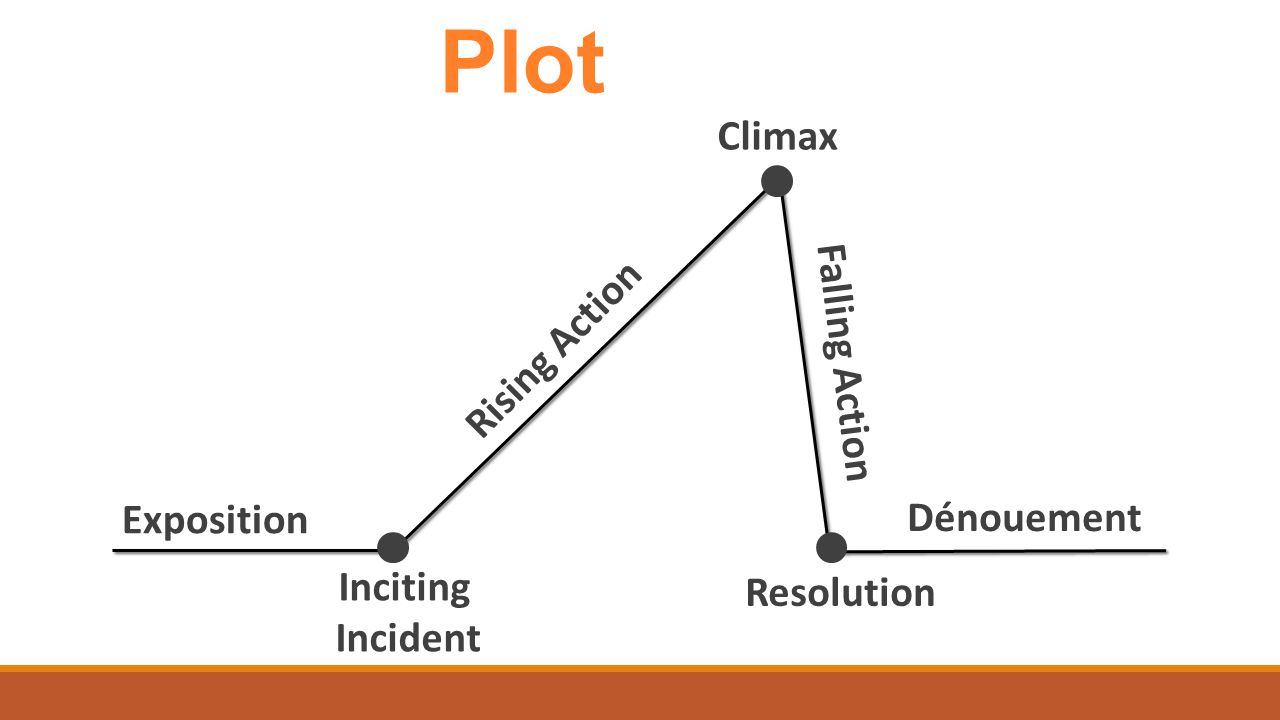 Plot
Climax
Rising Action
Falling Action
Exposition
Dénouement
Inciting
Incident
Resolution